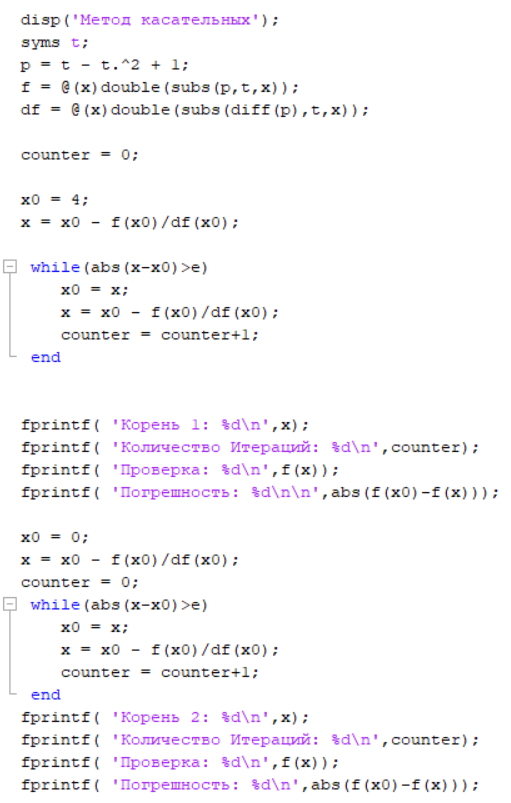 disp('Метод касательных');
syms t;
p = t - t.^2 + 1;
f = @(x)double(subs(p,t,x));
df = @(x)double(subs(diff(p),t,x));
counter = 0;
x0 = 4;
x = x0 - f(x0)/df(x0);
while(abs(x-x0)>e)
x0 = x;
x = x0 - f(x0)/df(x0);
counter = counter+1;
end
fprintf( 'Корень 1: %d\n',x);
fprintf( 'Количество Итераций: %d\n',counter);
fprintf( 'Проверка: %d\n',f(x));
fprintf( 'Погрешность: %d\n\n',abs(f(x0)-f(x)));
x0 = 0;
x = x0 - f(x0)/df(x0);
counter = 0;
while(abs(x-x0)>e)
x0 = x;
x = x0 - f(x0)/df(x0);
counter = counter+1;
end
fprintf( 'Корень 2: %d\n',x);
fprintf( 'Количество Итераций: %d\n',counter);
fprintf( 'Проверка: %d\n',f(x));
fprintf( 'Погрешность: %d\n',abs(f(x0)-f(x)));